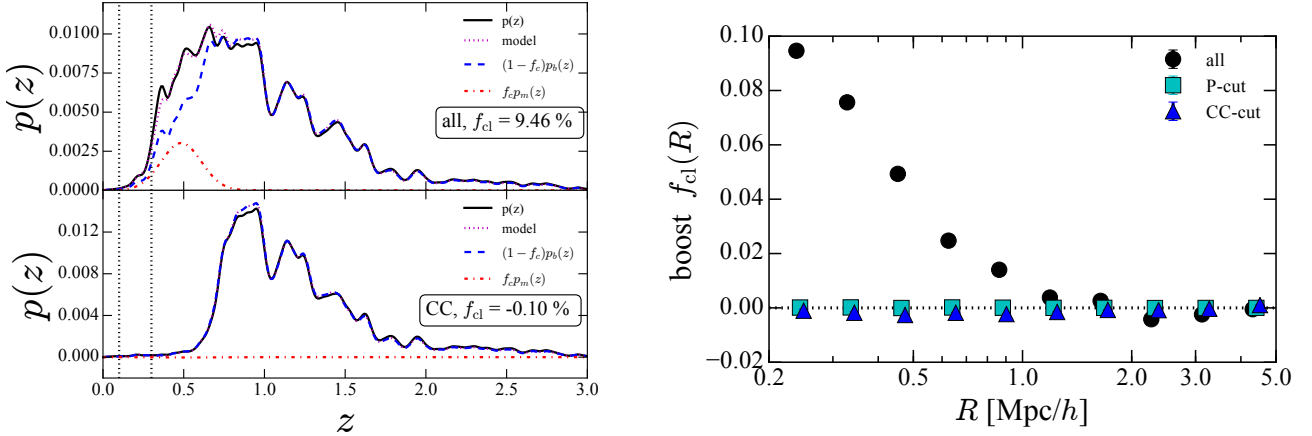 0.0100
0.0075
0.0050
0.0025
0.0000
p(z)
p(z)
model
(1 − f_c)p_b(z)
f_c p_m(z)
all, f_cl = 9.46 %
0.012
0.008
0.004
0.000
p(z)
p(z)
model
(1 − f_c)p_b(z)
f_c p_m(z)
CC, f_cl = -0.10 %
0.0 0.5 1.0 1.5 2.0 2.5 3.0
z
0.10
0.08
0.06
0.04
0.02
0.00
−0.02
boost f_cl(R)
all
P-cut
CC-cut
0.2 0.5 1.0 2.0 3.0 5.0
R [Mpc/h]